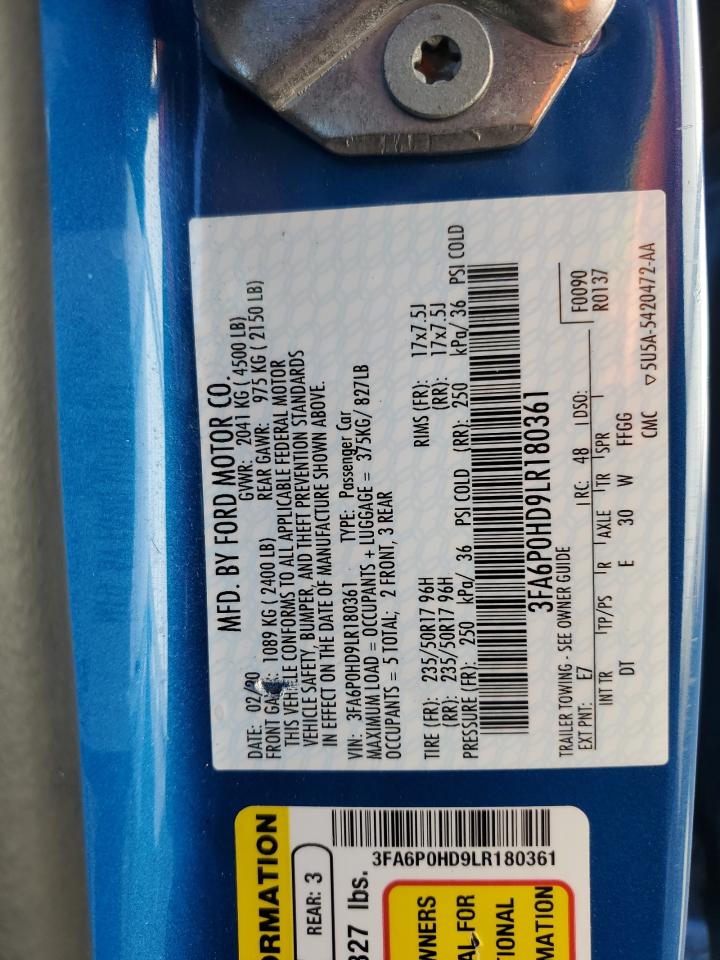 MFD. BY FORD MOTOR CO.
DATE: 02/20 GVWR: 2041 KG ( 4500 LB)
FRONT GAWR: 1089 KG ( 2400 LB) REAR GAWR: 975 KG ( 2150 LB)
THIS VEHICLE CONFORMS TO ALL APPLICABLE FEDERAL MOTOR
VEHICLE SAFETY, BUMPER, AND THEFT PREVENTION STANDARDS
IN EFFECT ON THE DATE OF MANUFACTURE SHOWN ABOVE.
VIN: 3FA6P0HD9LR180361 TYPE: Passenger Car
MAXIMUM LOAD = OCCUPANTS + LUGGAGE = 375KG/ 827LB
OCCUPANTS = 5 TOTAL; 2 FRONT, 3 REAR
TIRE (FR): 235/50R17 96H RIMS (FR): 17x7.5J
(RR): 235/50R17 96H (RR): 17x7.5J
PRESSURE (FR): 250 kPa/ 36 PSI COLD (RR): 250 kPa/ 36 PSI COLD
3FA6P0HD9LR180361
TRAILER TOWING - SEE OWNER GUIDE F0090
EXT PNT: E7 RC: 48 DSO: R0137
INT TR TP/PS R AXLE TR SPR
DT E 30 W FFGG
CMC ▽5U5A-5420472-AA
ORMATION
REAR: 3
827 lbs.
3FA6P0HD9LR180361
WNERS
AL FOR
TIONAL
MATION